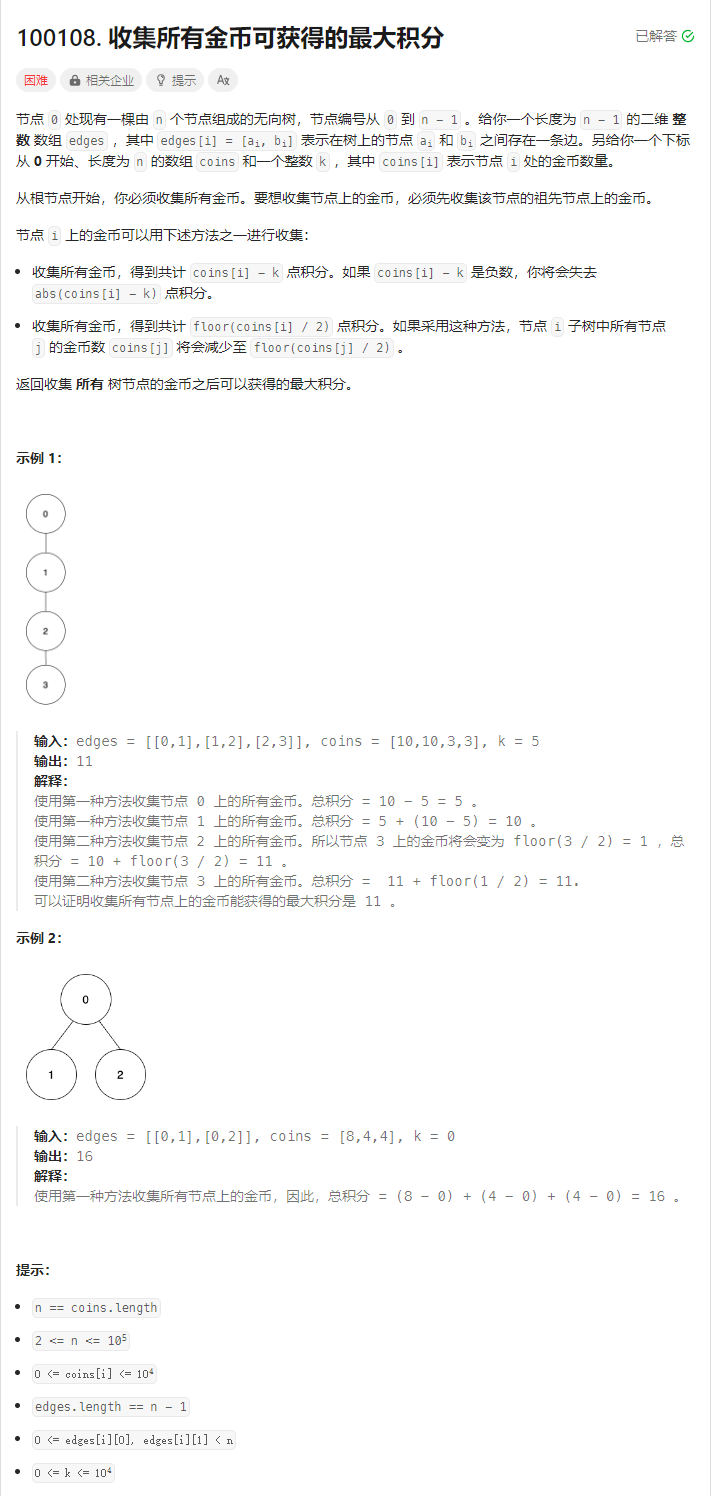 100108. 收集所有金币可获得的最大积分
已解答
困难 相关企业 提示
节点 0 处现有一棵由 n 个节点组成的无向树，节点编号从 0 到 n - 1 。给你一个长度为 n - 1 的二维 整
数 数组 edges ，其中 edges[i] = [ai, bi] 表示在树上的节点 ai 和 bi 之间存在一条边。另给你一个下标
从 0 开始、长度为 n 的数组 coins 和一个整数 k ，其中 coins[i] 表示节点 i 处的金币数量。
从根节点开始，你必须收集所有金币。要想收集节点上的金币，必须先收集该节点的祖先节点上的金币。
节点 i 上的金币可以用下述方法之一进行收集：
• 收集所有金币，得到共计 coins[i] - k 点积分。如果 coins[i] - k 是负数，你将会失去
abs(coins[i] - k) 点积分。
• 收集所有金币，得到共计 floor(coins[i] / 2) 点积分。如果采用这种方法，节点 i 子树中所有节点
j 的金币数 coins[j] 将会减少至 floor(coins[j] / 2) 。
返回收集 所有 树节点的金币之后可以获得的最大积分。
示例 1：
0
1
2
3
输入：edges = [[0,1],[1,2],[2,3]], coins = [10,10,3,3], k = 5
输出：11
解释：
使用第一种方法收集节点 0 上的所有金币。总积分 = 10 - 5 = 5 。
使用第一种方法收集节点 1 上的所有金币。总积分 = 5 + (10 - 5) = 10 。
使用第二种方法收集节点 2 上的所有金币。所以节点 3 上的金币将会变为 floor(3 / 2) = 1 ，总
积分 = 10 + floor(3 / 2) = 11 。
使用第二种方法收集节点 3 上的所有金币。总积分 =  11 + floor(1 / 2) = 11.
可以证明收集所有节点上的金币能获得的最大积分是 11 。
示例 2：
0
1 2
输入：edges = [[0,1],[0,2]], coins = [8,4,4], k = 0
输出：16
解释：
使用第一种方法收集所有节点上的金币，因此，总积分 = (8 - 0) + (4 - 0) + (4 - 0) = 16 。
提示：
• n == coins.length
• 2 <= n <= 10⁵
• 0 <= coins[i] <= 10⁴
• edges.length == n - 1
• 0 <= edges[i][0], edges[i][1] < n
• 0 <= k <= 10⁴